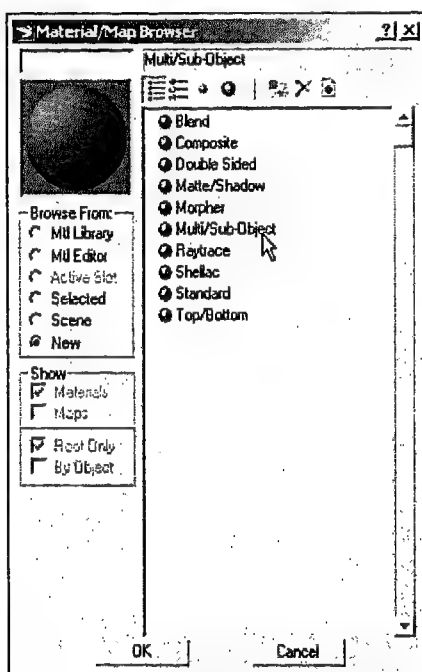 Material/Map Browser
Multi/Sub-Object
Blend
Composite
Double Sided
Matte/Shadow
Morpher
Multi/Sub-Object
Raytrace
Shellac
Standard
Top/Bottom
Browse From:
Mtl Library
Mtl Editor
Active Slot
Selected
Scene
New
Show
Materials
Maps
Root Only
By Object
OK
Cancel